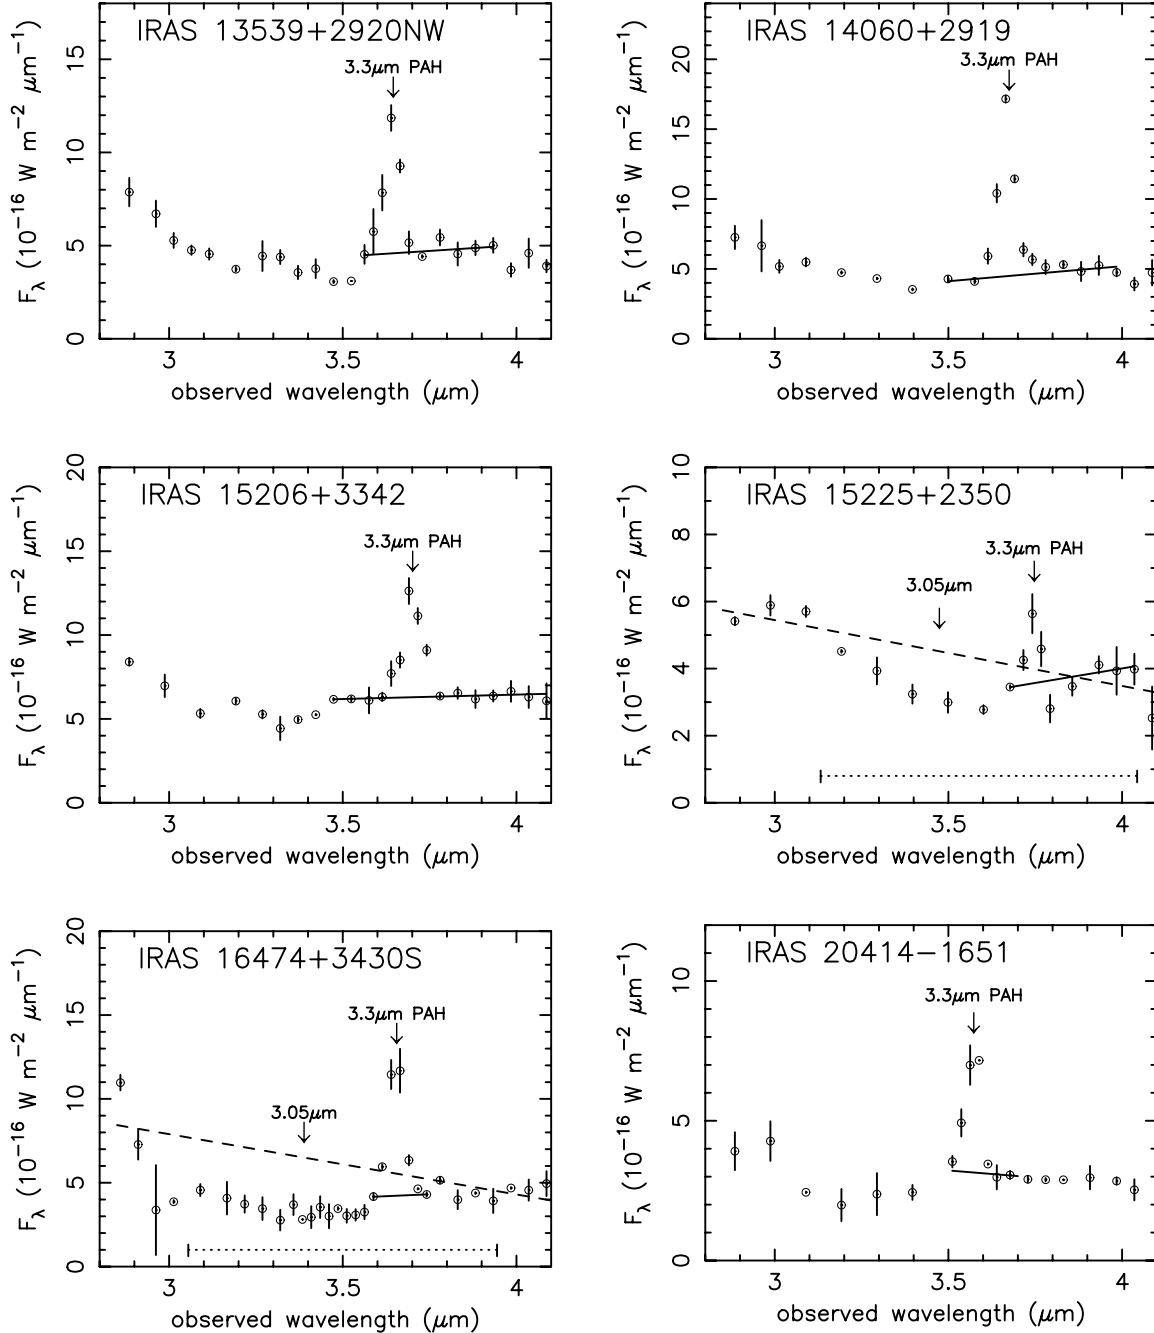 IRAS 13539+2920NW
3.3μm PAH
F_λ (10^−16 W m^−2 μm^−1)
0 5 10 15
3 3.5 4
observed wavelength (μm)
IRAS 14060+2919
3.3μm PAH
F_λ (10^−16 W m^−2 μm^−1)
0 5 10 15 20
3 3.5 4
observed wavelength (μm)
IRAS 15206+3342
3.3μm PAH
F_λ (10^−16 W m^−2 μm^−1)
0 5 10 15 20
3 3.5 4
observed wavelength (μm)
IRAS 15225+2350
3.3μm PAH
3.05μm
F_λ (10^−16 W m^−2 μm^−1)
0 2 4 6 8 10
3 3.5 4
observed wavelength (μm)
IRAS 16474+3430S
3.3μm PAH
3.05μm
F_λ (10^−16 W m^−2 μm^−1)
0 5 10 15 20
3 3.5 4
observed wavelength (μm)
IRAS 20414−1651
3.3μm PAH
F_λ (10^−16 W m^−2 μm^−1)
0 5 10
3 3.5 4
observed wavelength (μm)